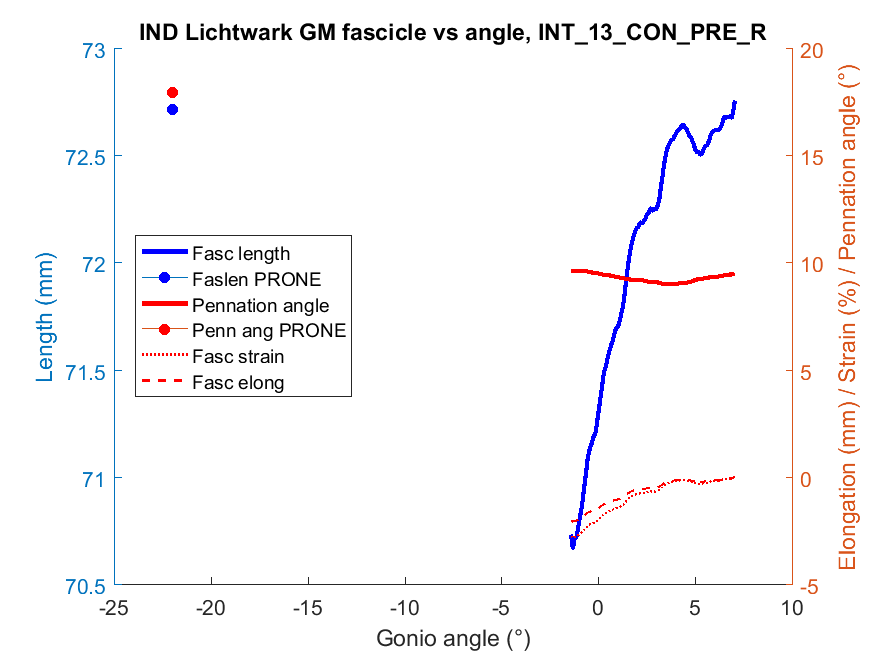 IND Lichtwark GM fascicle vs angle, INT_13_CON_PRE_R
73
72.5
72
71.5
71
70.5
Length (mm)
20
15
10
5
0
-5
Elongation (mm) / Strain (%) / Pennation angle (°)
Fasc length
Faslen PRONE
Pennation angle
Penn ang PRONE
Fasc strain
Fasc elong
-25 -20 -15 -10 -5 0 5 10
Gonio angle (°)